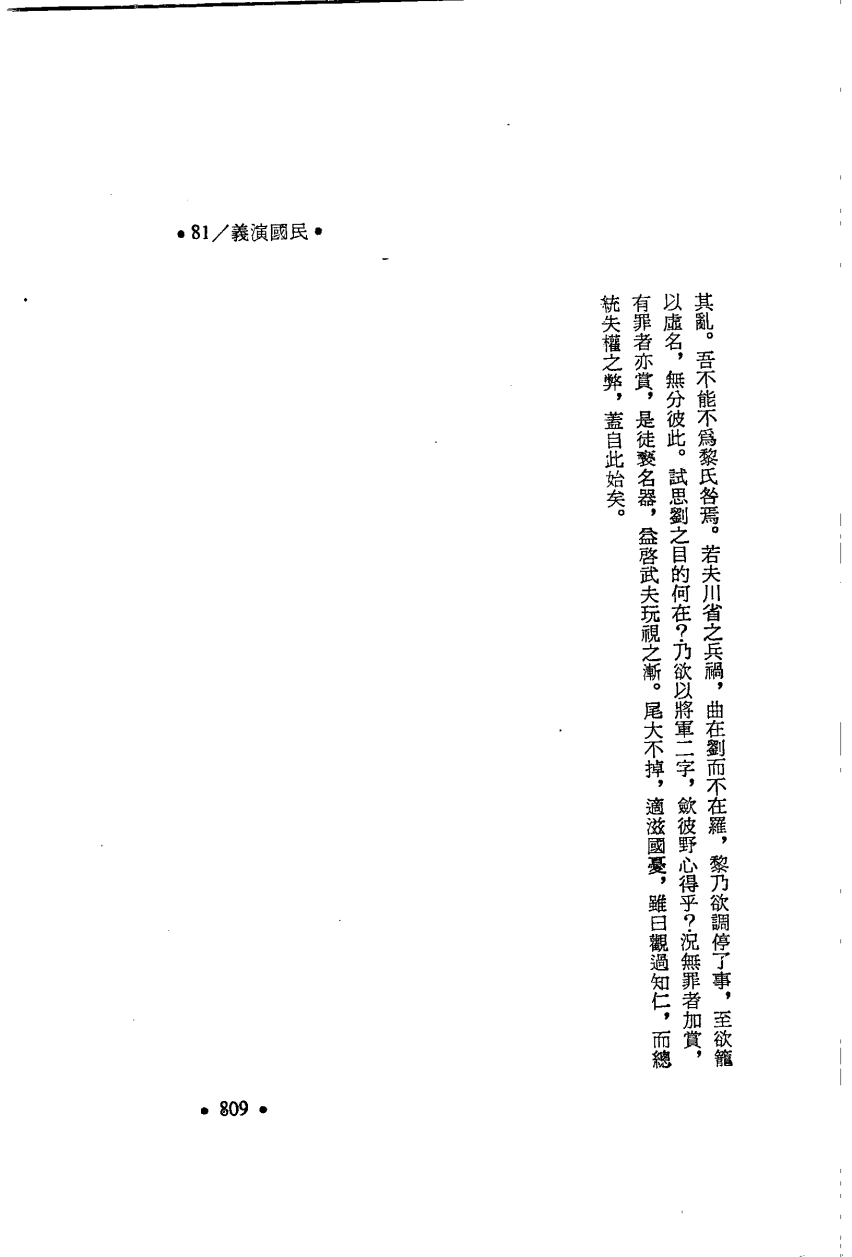 •81／義演國民•
其亂。吾不能不爲黎氏咎焉。若夫川省之兵禍，曲在劉而不在羅，黎乃欲調停了事，至欲籠
以虛名，無分彼此。試思劉之目的何在？乃欲以將軍二字，歛彼野心得乎？況無罪者加賞，
有罪者亦賞，是徒褻名器，益啓武夫玩視之漸。尾大不掉，適滋國憂，雖曰觀過知仁，而總
統失權之弊，蓋自此始矣。
•809•